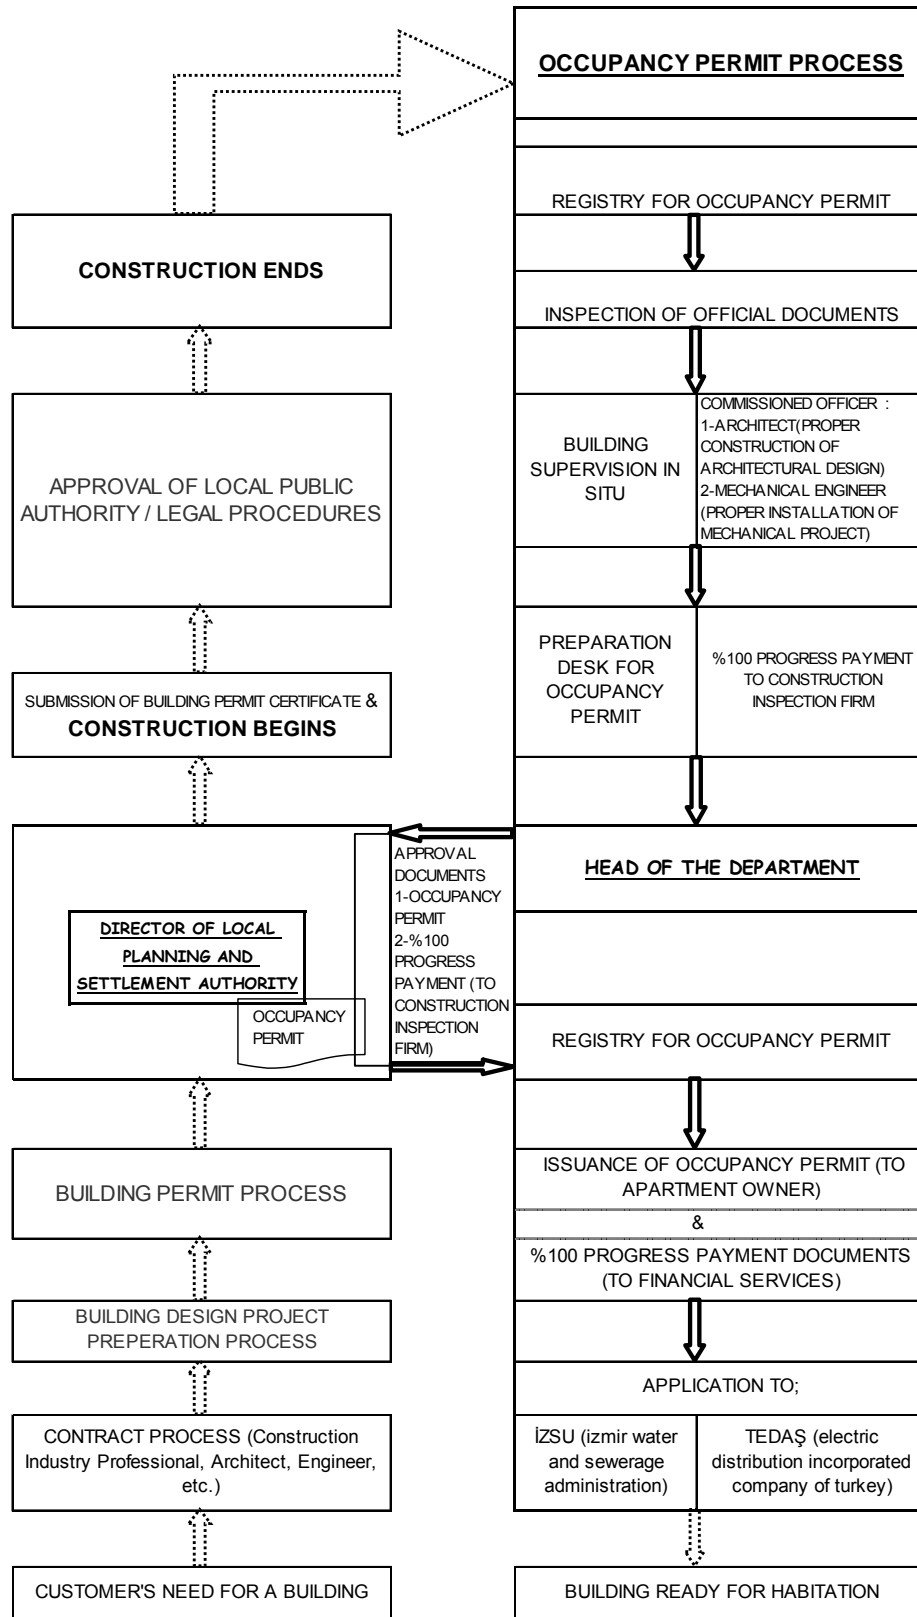 OCCUPANCY PERMIT PROCESS
REGISTRY FOR OCCUPANCY PERMIT
CONSTRUCTION ENDS
INSPECTION OF OFFICIAL DOCUMENTS
APPROVAL OF LOCAL PUBLIC
AUTHORITY / LEGAL PROCEDURES
BUILDING
SUPERVISION IN
SITU
COMMISSIONED OFFICER :
1-ARCHITECT(PROPER
CONSTRUCTION OF
ARCHITECTURAL DESIGN)
2-MECHANICAL ENGINEER
(PROPER INSTALLATION OF
MECHANICAL PROJECT)
SUBMISSION OF BUILDING PERMIT CERTIFICATE &
CONSTRUCTION BEGINS
PREPARATION
DESK FOR
OCCUPANCY
PERMIT
%100 PROGRESS PAYMENT
TO CONSTRUCTION
INSPECTION FIRM
DIRECTOR OF LOCAL
PLANNING AND
SETTLEMENT AUTHORITY
OCCUPANCY
PERMIT
APPROVAL
DOCUMENTS
1-OCCUPANCY
PERMIT
2-%100
PROGRESS
PAYMENT (TO
CONSTRUCTION
INSPECTION
FIRM)
HEAD OF THE DEPARTMENT
REGISTRY FOR OCCUPANCY PERMIT
BUILDING PERMIT PROCESS
ISSUANCE OF OCCUPANCY PERMIT (TO
APARTMENT OWNER)
&
%100 PROGRESS PAYMENT DOCUMENTS
(TO FINANCIAL SERVICES)
BUILDING DESIGN PROJECT
PREPERATION PROCESS
APPLICATION TO;
CONTRACT PROCESS (Construction
Industry Professional, Architect, Engineer,
etc.)
İZSU (izmir water
and sewerage
administration)
TEDAŞ (electric
distribution incorporated
company of turkey)
CUSTOMER'S NEED FOR A BUILDING
BUILDING READY FOR HABITATION